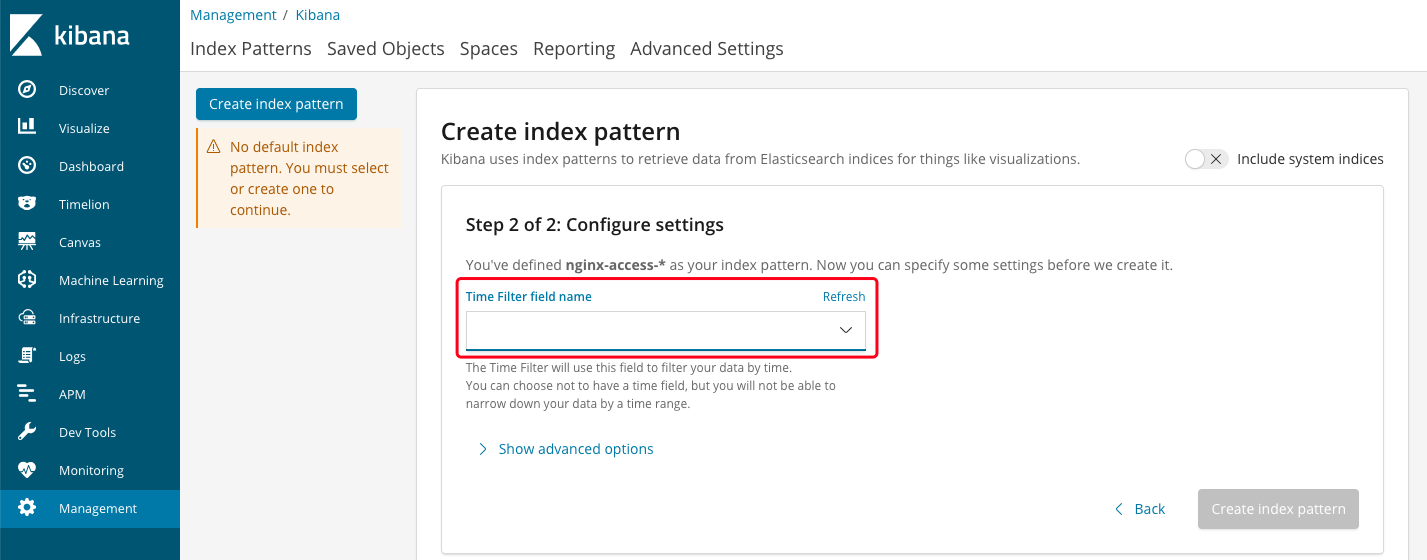 kibana
Discover
Visualize
Dashboard
Timelion
Canvas
Machine Learning
Infrastructure
Logs
APM
Dev Tools
Monitoring
Management
Management / Kibana
Index Patterns Saved Objects Spaces Reporting Advanced Settings
Create index pattern
No default index
pattern. You must select
or create one to
continue.
Create index pattern
Kibana uses index patterns to retrieve data from Elasticsearch indices for things like visualizations.
Include system indices
Step 2 of 2: Configure settings
You've defined nginx-access-* as your index pattern. Now you can specify some settings before we create it.
Time Filter field name Refresh
The Time Filter will use this field to filter your data by time.
You can choose not to have a time field, but you will not be able to
narrow down your data by a time range.
Show advanced options
Back Create index pattern